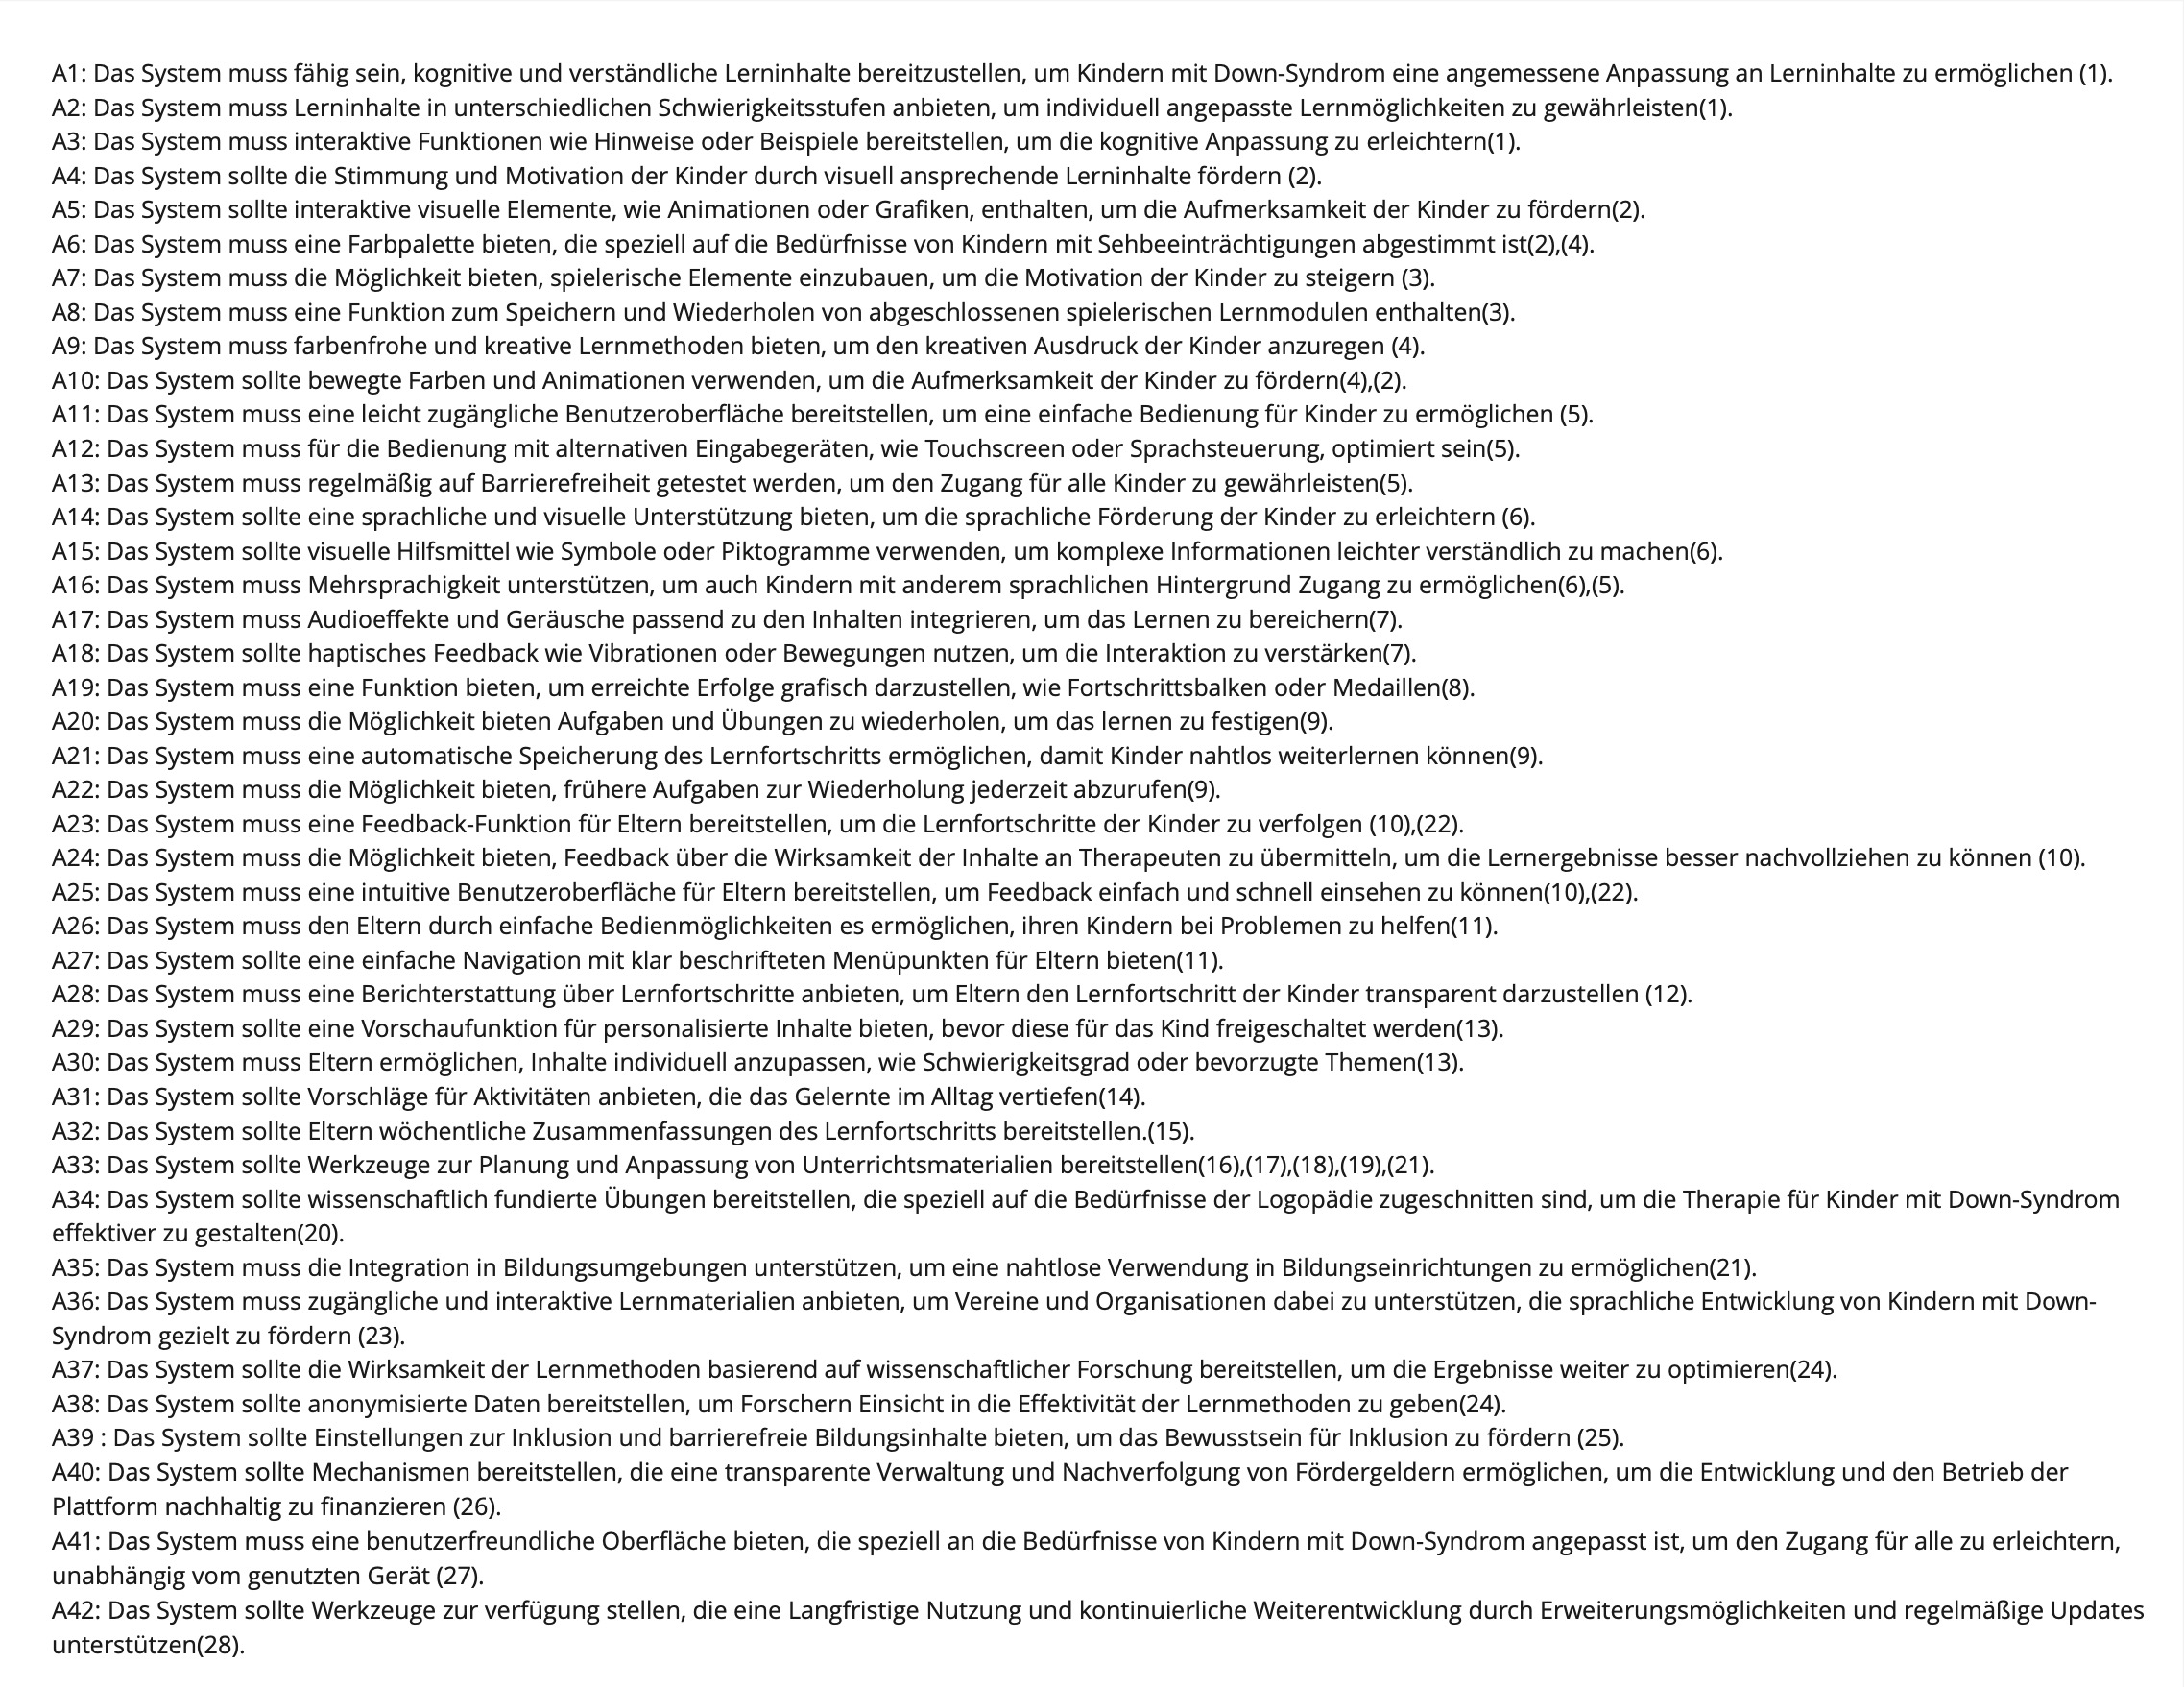 A1: Das System muss fähig sein, kognitive und verständliche Lerninhalte bereitzustellen, um Kindern mit Down-Syndrom eine angemessene Anpassung an Lerninhalte zu ermöglichen (1).
A2: Das System muss Lerninhalte in unterschiedlichen Schwierigkeitsstufen anbieten, um individuell angepasste Lernmöglichkeiten zu gewährleisten(1).
A3: Das System muss interaktive Funktionen wie Hinweise oder Beispiele bereitstellen, um die kognitive Anpassung zu erleichtern(1).
A4: Das System sollte die Stimmung und Motivation der Kinder durch visuell ansprechende Lerninhalte fördern (2).
A5: Das System sollte interaktive visuelle Elemente, wie Animationen oder Grafiken, enthalten, um die Aufmerksamkeit der Kinder zu fördern(2).
A6: Das System muss eine Farbpalette bieten, die speziell auf die Bedürfnisse von Kindern mit Sehbeeinträchtigungen abgestimmt ist(2),(4).
A7: Das System muss die Möglichkeit bieten, spielerische Elemente einzubauen, um die Motivation der Kinder zu steigern (3).
A8: Das System muss eine Funktion zum Speichern und Wiederholen von abgeschlossenen spielerischen Lernmodulen enthalten(3).
A9: Das System muss farbenfrohe und kreative Lernmethoden bieten, um den kreativen Ausdruck der Kinder anzuregen (4).
A10: Das System sollte bewegte Farben und Animationen verwenden, um die Aufmerksamkeit der Kinder zu fördern(4),(2).
A11: Das System muss eine leicht zugängliche Benutzeroberfläche bereitstellen, um eine einfache Bedienung für Kinder zu ermöglichen (5).
A12: Das System muss für die Bedienung mit alternativen Eingabegeräten, wie Touchscreen oder Sprachsteuerung, optimiert sein(5).
A13: Das System muss regelmäßig auf Barrierefreiheit getestet werden, um den Zugang für alle Kinder zu gewährleisten(5).
A14: Das System sollte eine sprachliche und visuelle Unterstützung bieten, um die sprachliche Förderung der Kinder zu erleichtern (6).
A15: Das System sollte visuelle Hilfsmittel wie Symbole oder Piktogramme verwenden, um komplexe Informationen leichter verständlich zu machen(6).
A16: Das System muss Mehrsprachigkeit unterstützen, um auch Kindern mit anderem sprachlichen Hintergrund Zugang zu ermöglichen(6),(5).
A17: Das System muss Audioeffekte und Geräusche passend zu den Inhalten integrieren, um das Lernen zu bereichern(7).
A18: Das System sollte haptisches Feedback wie Vibrationen oder Bewegungen nutzen, um die Interaktion zu verstärken(7).
A19: Das System muss eine Funktion bieten, um erreichte Erfolge grafisch darzustellen, wie Fortschrittsbalken oder Medaillen(8).
A20: Das System muss die Möglichkeit bieten Aufgaben und Übungen zu wiederholen, um das lernen zu festigen(9).
A21: Das System muss eine automatische Speicherung des Lernfortschritts ermöglichen, damit Kinder nahtlos weiterlernen können(9).
A22: Das System muss die Möglichkeit bieten, frühere Aufgaben zur Wiederholung jederzeit abzurufen(9).
A23: Das System muss eine Feedback-Funktion für Eltern bereitstellen, um die Lernfortschritte der Kinder zu verfolgen (10),(22).
A24: Das System muss die Möglichkeit bieten, Feedback über die Wirksamkeit der Inhalte an Therapeuten zu übermitteln, um die Lernergebnisse besser nachvollziehen zu können (10).
A25: Das System muss eine intuitive Benutzeroberfläche für Eltern bereitstellen, um Feedback einfach und schnell einsehen zu können(10),(22).
A26: Das System muss den Eltern durch einfache Bedienmöglichkeiten es ermöglichen, ihren Kindern bei Problemen zu helfen(11).
A27: Das System sollte eine einfache Navigation mit klar beschrifteten Menüpunkten für Eltern bieten(11).
A28: Das System muss eine Berichterstattung über Lernfortschritte anbieten, um Eltern den Lernfortschritt der Kinder transparent darzustellen (12).
A29: Das System sollte eine Vorschaufunktion für personalisierte Inhalte bieten, bevor diese für das Kind freigeschaltet werden(13).
A30: Das System muss Eltern ermöglichen, Inhalte individuell anzupassen, wie Schwierigkeitsgrad oder bevorzugte Themen(13).
A31: Das System sollte Vorschläge für Aktivitäten anbieten, die das Gelernte im Alltag vertiefen(14).
A32: Das System sollte Eltern wöchentliche Zusammenfassungen des Lernfortschritts bereitstellen.(15).
A33: Das System sollte Werkzeuge zur Planung und Anpassung von Unterrichtsmaterialien bereitstellen(16),(17),(18),(19),(21).
A34: Das System sollte wissenschaftlich fundierte Übungen bereitstellen, die speziell auf die Bedürfnisse der Logopädie zugeschnitten sind, um die Therapie für Kinder mit Down-Syndrom
effektiver zu gestalten(20).
A35: Das System muss die Integration in Bildungsumgebungen unterstützen, um eine nahtlose Verwendung in Bildungseinrichtungen zu ermöglichen(21).
A36: Das System muss zugängliche und interaktive Lernmaterialien anbieten, um Vereine und Organisationen dabei zu unterstützen, die sprachliche Entwicklung von Kindern mit Down-
Syndrom gezielt zu fördern (23).
A37: Das System sollte die Wirksamkeit der Lernmethoden basierend auf wissenschaftlicher Forschung bereitstellen, um die Ergebnisse weiter zu optimieren(24).
A38: Das System sollte anonymisierte Daten bereitstellen, um Forschern Einsicht in die Effektivität der Lernmethoden zu geben(24).
A39 : Das System sollte Einstellungen zur Inklusion und barrierefreie Bildungsinhalte bieten, um das Bewusstsein für Inklusion zu fördern (25).
A40: Das System sollte Mechanismen bereitstellen, die eine transparente Verwaltung und Nachverfolgung von Fördergeldern ermöglichen, um die Entwicklung und den Betrieb der
Plattform nachhaltig zu finanzieren (26).
A41: Das System muss eine benutzerfreundliche Oberfläche bieten, die speziell an die Bedürfnisse von Kindern mit Down-Syndrom angepasst ist, um den Zugang für alle zu erleichtern,
unabhängig vom genutzten Gerät (27).
A42: Das System sollte Werkzeuge zur verfügung stellen, die eine Langfristige Nutzung und kontinuierliche Weiterentwicklung durch Erweiterungsmöglichkeiten und regelmäßige Updates
unterstützen(28).